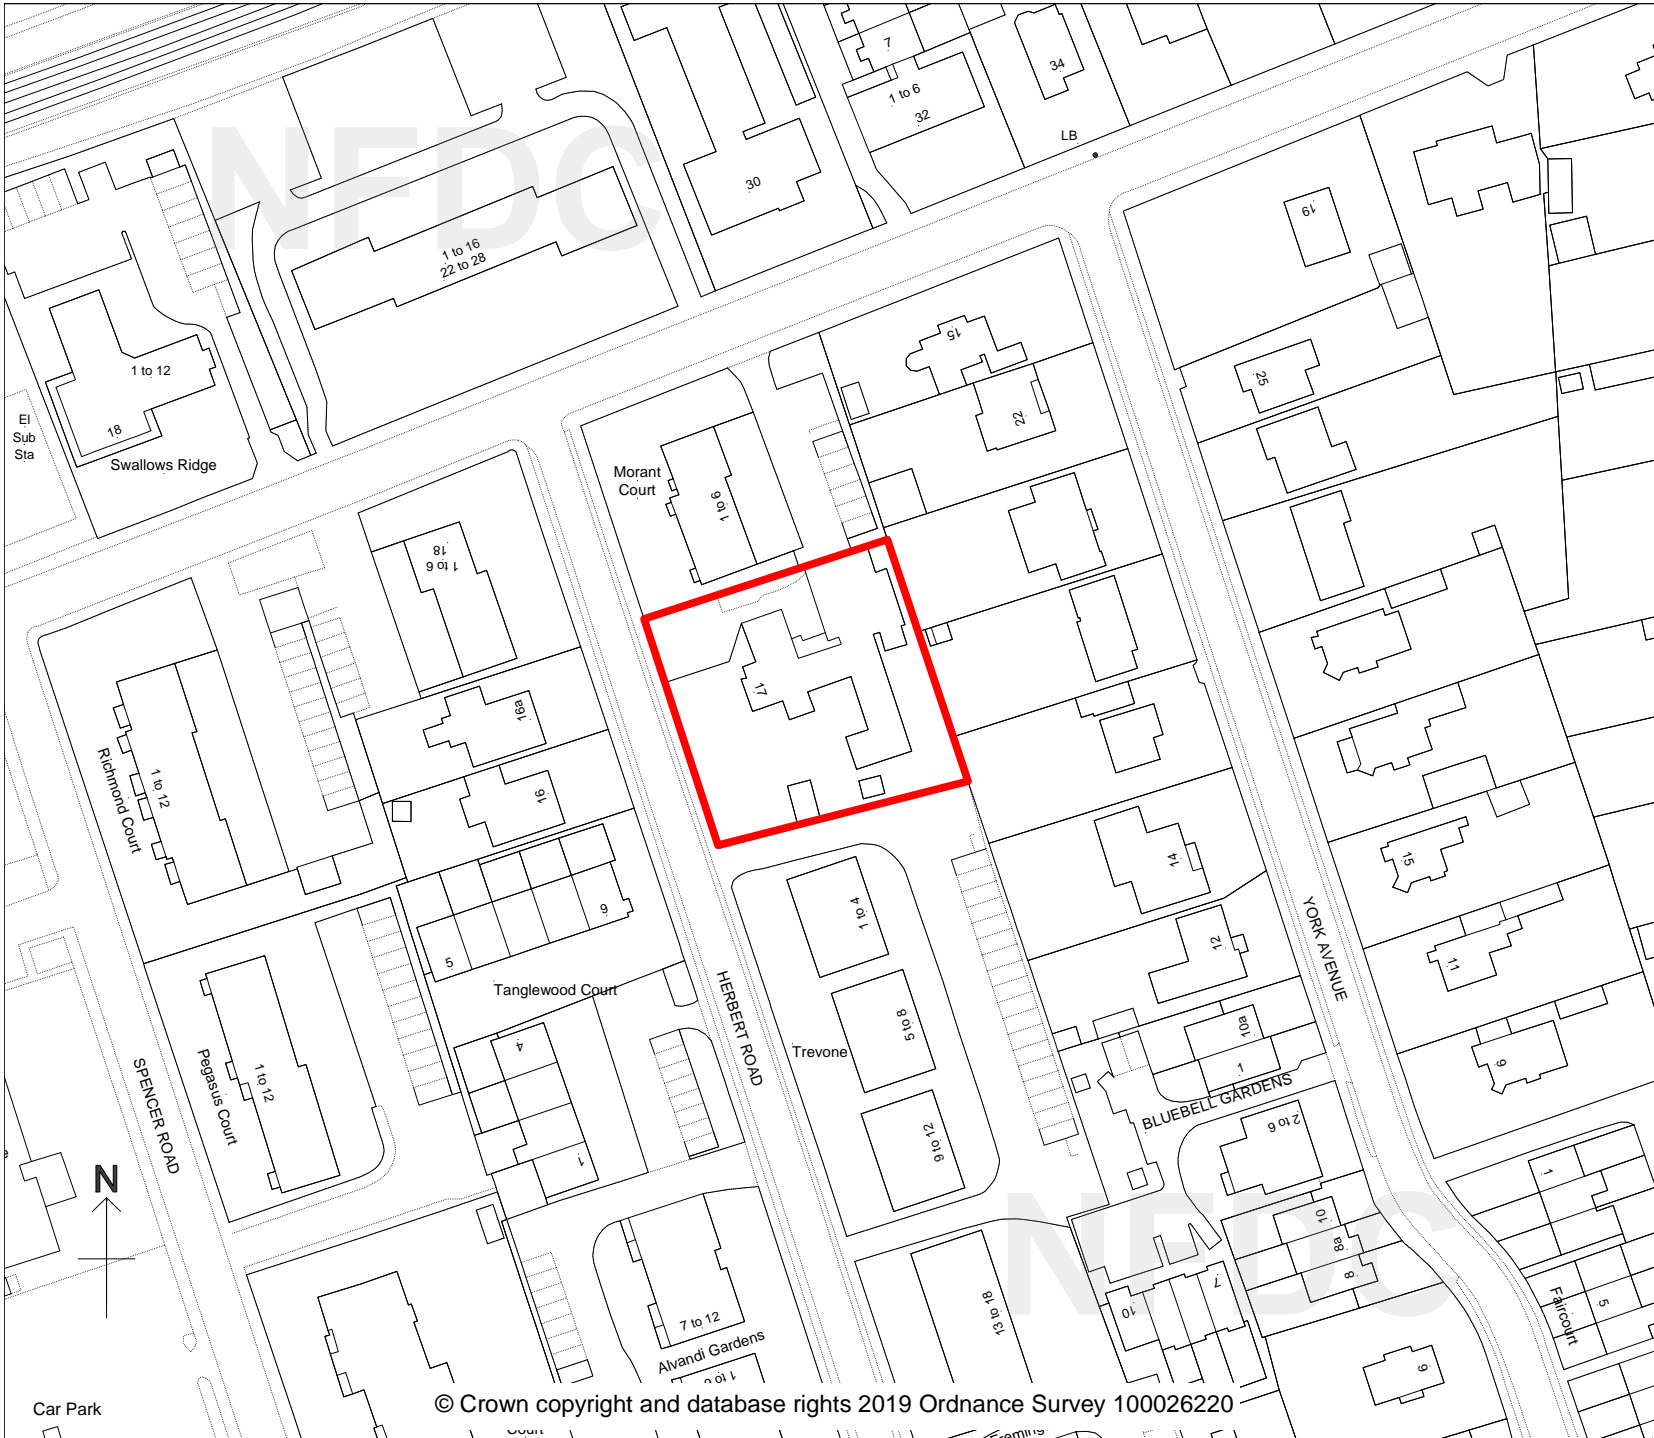 NFDC
7
1 to 6
32
34
LB
30
19
1 to 16
22 to 28
15
1 to 12
25
22
El
Sub
Sta
18
Swallows Ridge
Morant
Court
1 to 6
1 to 6
18
17
16a
16
Richmond Court
1 to 12
14
15
6
1 to 4
5
12
11
Tanglewood Court
HERBERT ROAD
YORK AVENUE
5 to 8
10a
4
Trevone
1
9
SPENCER ROAD
Pegasus Court
1 to 12
BLUEBELL GARDENS
2 to 6
9 to 12
1
1
N
NFDC
10
8a
8
7
13 to 18
10
5
Faircourt
7 to 12
Alvandi Gardens
9
Car Park
© Crown copyright and database rights 2019 Ordnance Survey 100026220